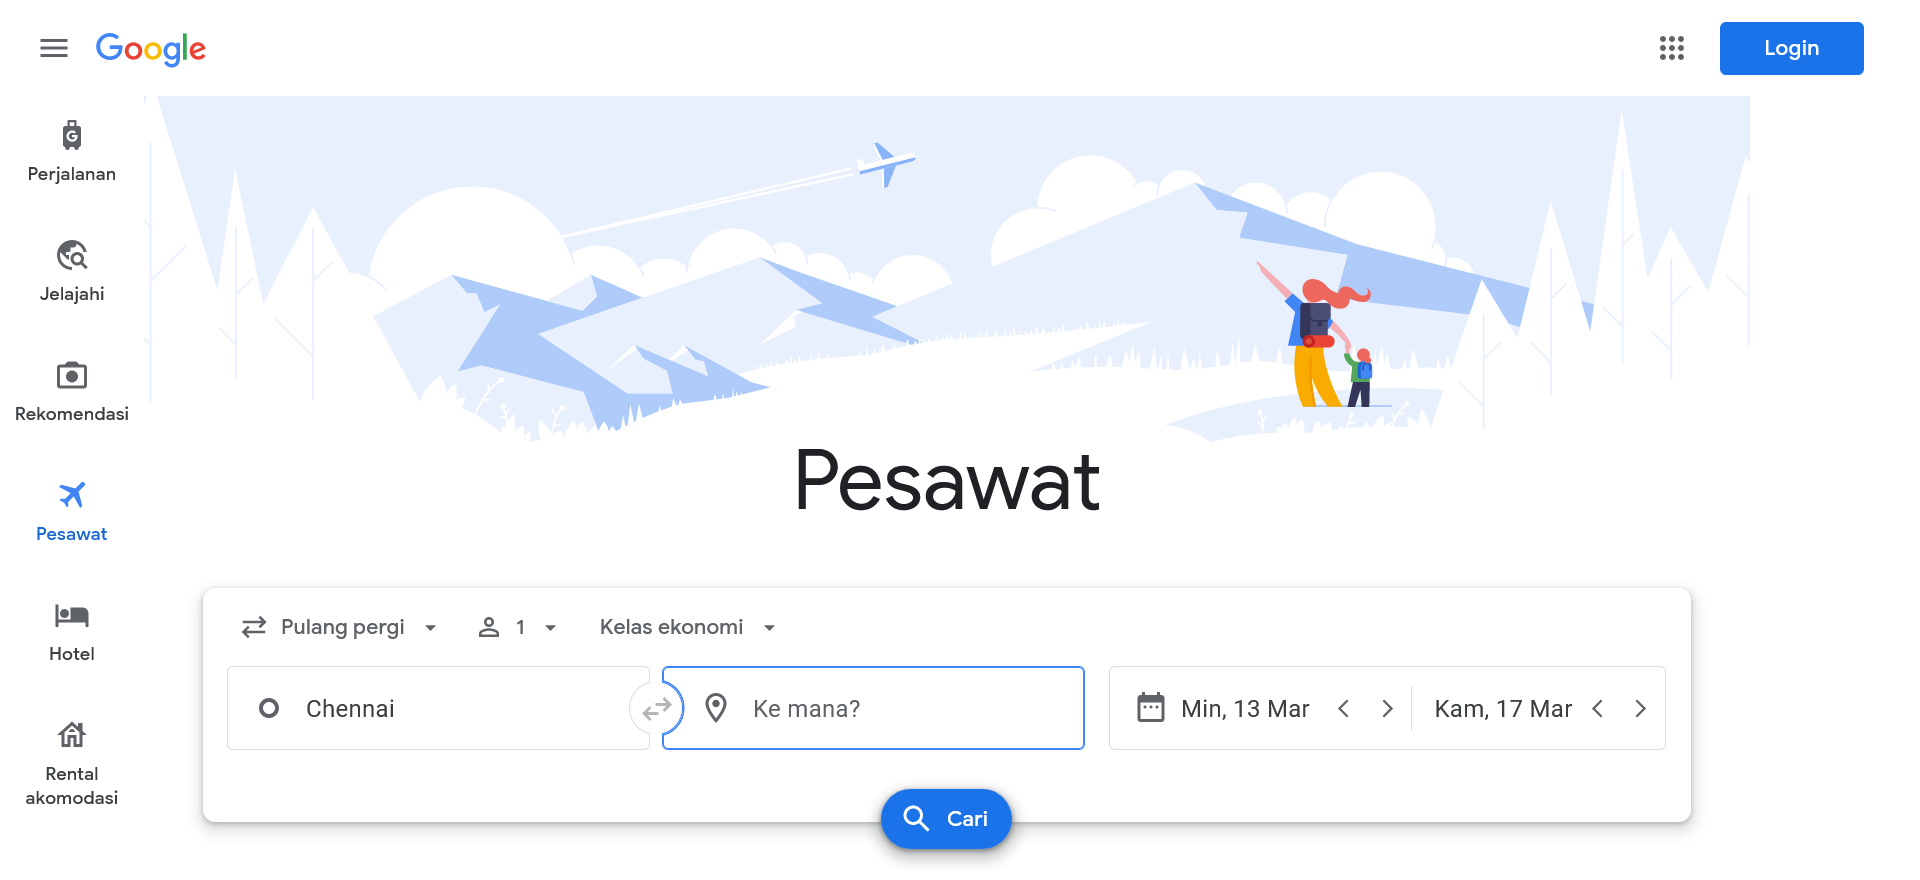 Google
Login
Perjalanan
Jelajahi
Rekomendasi
Pesawat
Hotel
Rental
akomodasi
Pesawat
Pulang pergi
1
Kelas ekonomi
Chennai
Ke mana?
Min, 13 Mar
Kam, 17 Mar
Cari